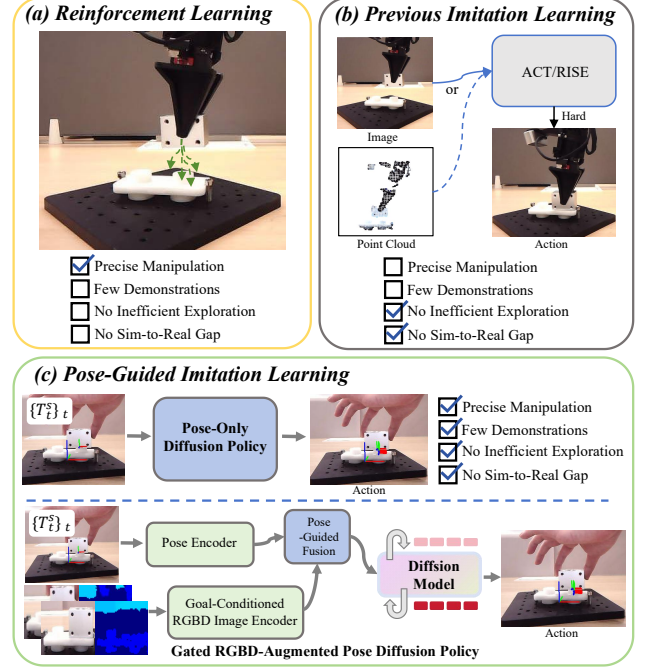 (a) Reinforcement Learning
Precise Manipulation
Few Demonstrations
No Inefficient Exploration
No Sim-to-Real Gap
(b) Previous Imitation Learning
ACT/RISE
or
Image
Hard
Point Cloud
Action
Precise Manipulation
Few Demonstrations
No Inefficient Exploration
No Sim-to-Real Gap
(c) Pose-Guided Imitation Learning
{T_t^s}_t
Pose-Only
Diffusion Policy
Action
Precise Manipulation
Few Demonstrations
No Inefficient Exploration
No Sim-to-Real Gap
{T_t^s}_t
Pose Encoder
Pose
-Guided
Fusion
Goal-Conditioned
RGBD Image Encoder
Diffsion
Model
Action
Gated RGBD-Augmented Pose Diffusion Policy